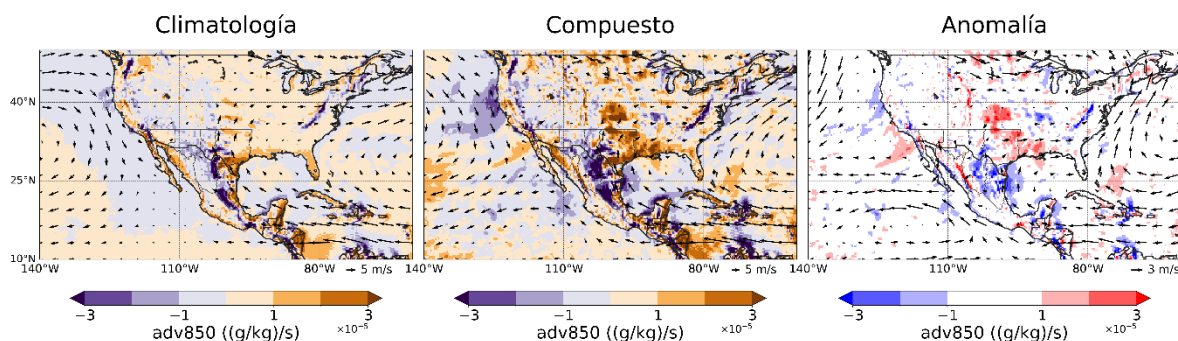 Climatología
Compuesto
Anomalía
40°N
25°N
10°N
140°W
110°W
80°W
5 m/s
140°W
110°W
80°W
5 m/s
140°W
110°W
80°W
3 m/s
−3
−1
1
3
×10⁻⁵
adv850 ((g/kg)/s)
−3
−1
1
3
×10⁻⁵
adv850 ((g/kg)/s)
−3
−1
1
3
×10⁻⁵
adv850 ((g/kg)/s)